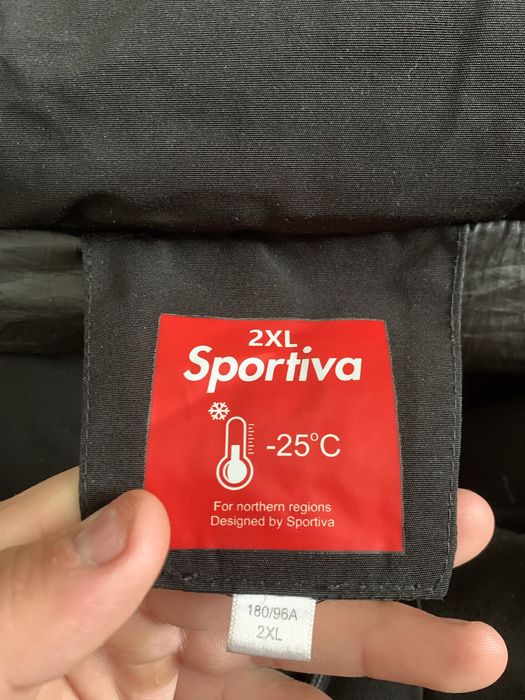 2XL
Sportiva
-25°C
For northern regions
Designed by Sportiva
180/96A
2XL